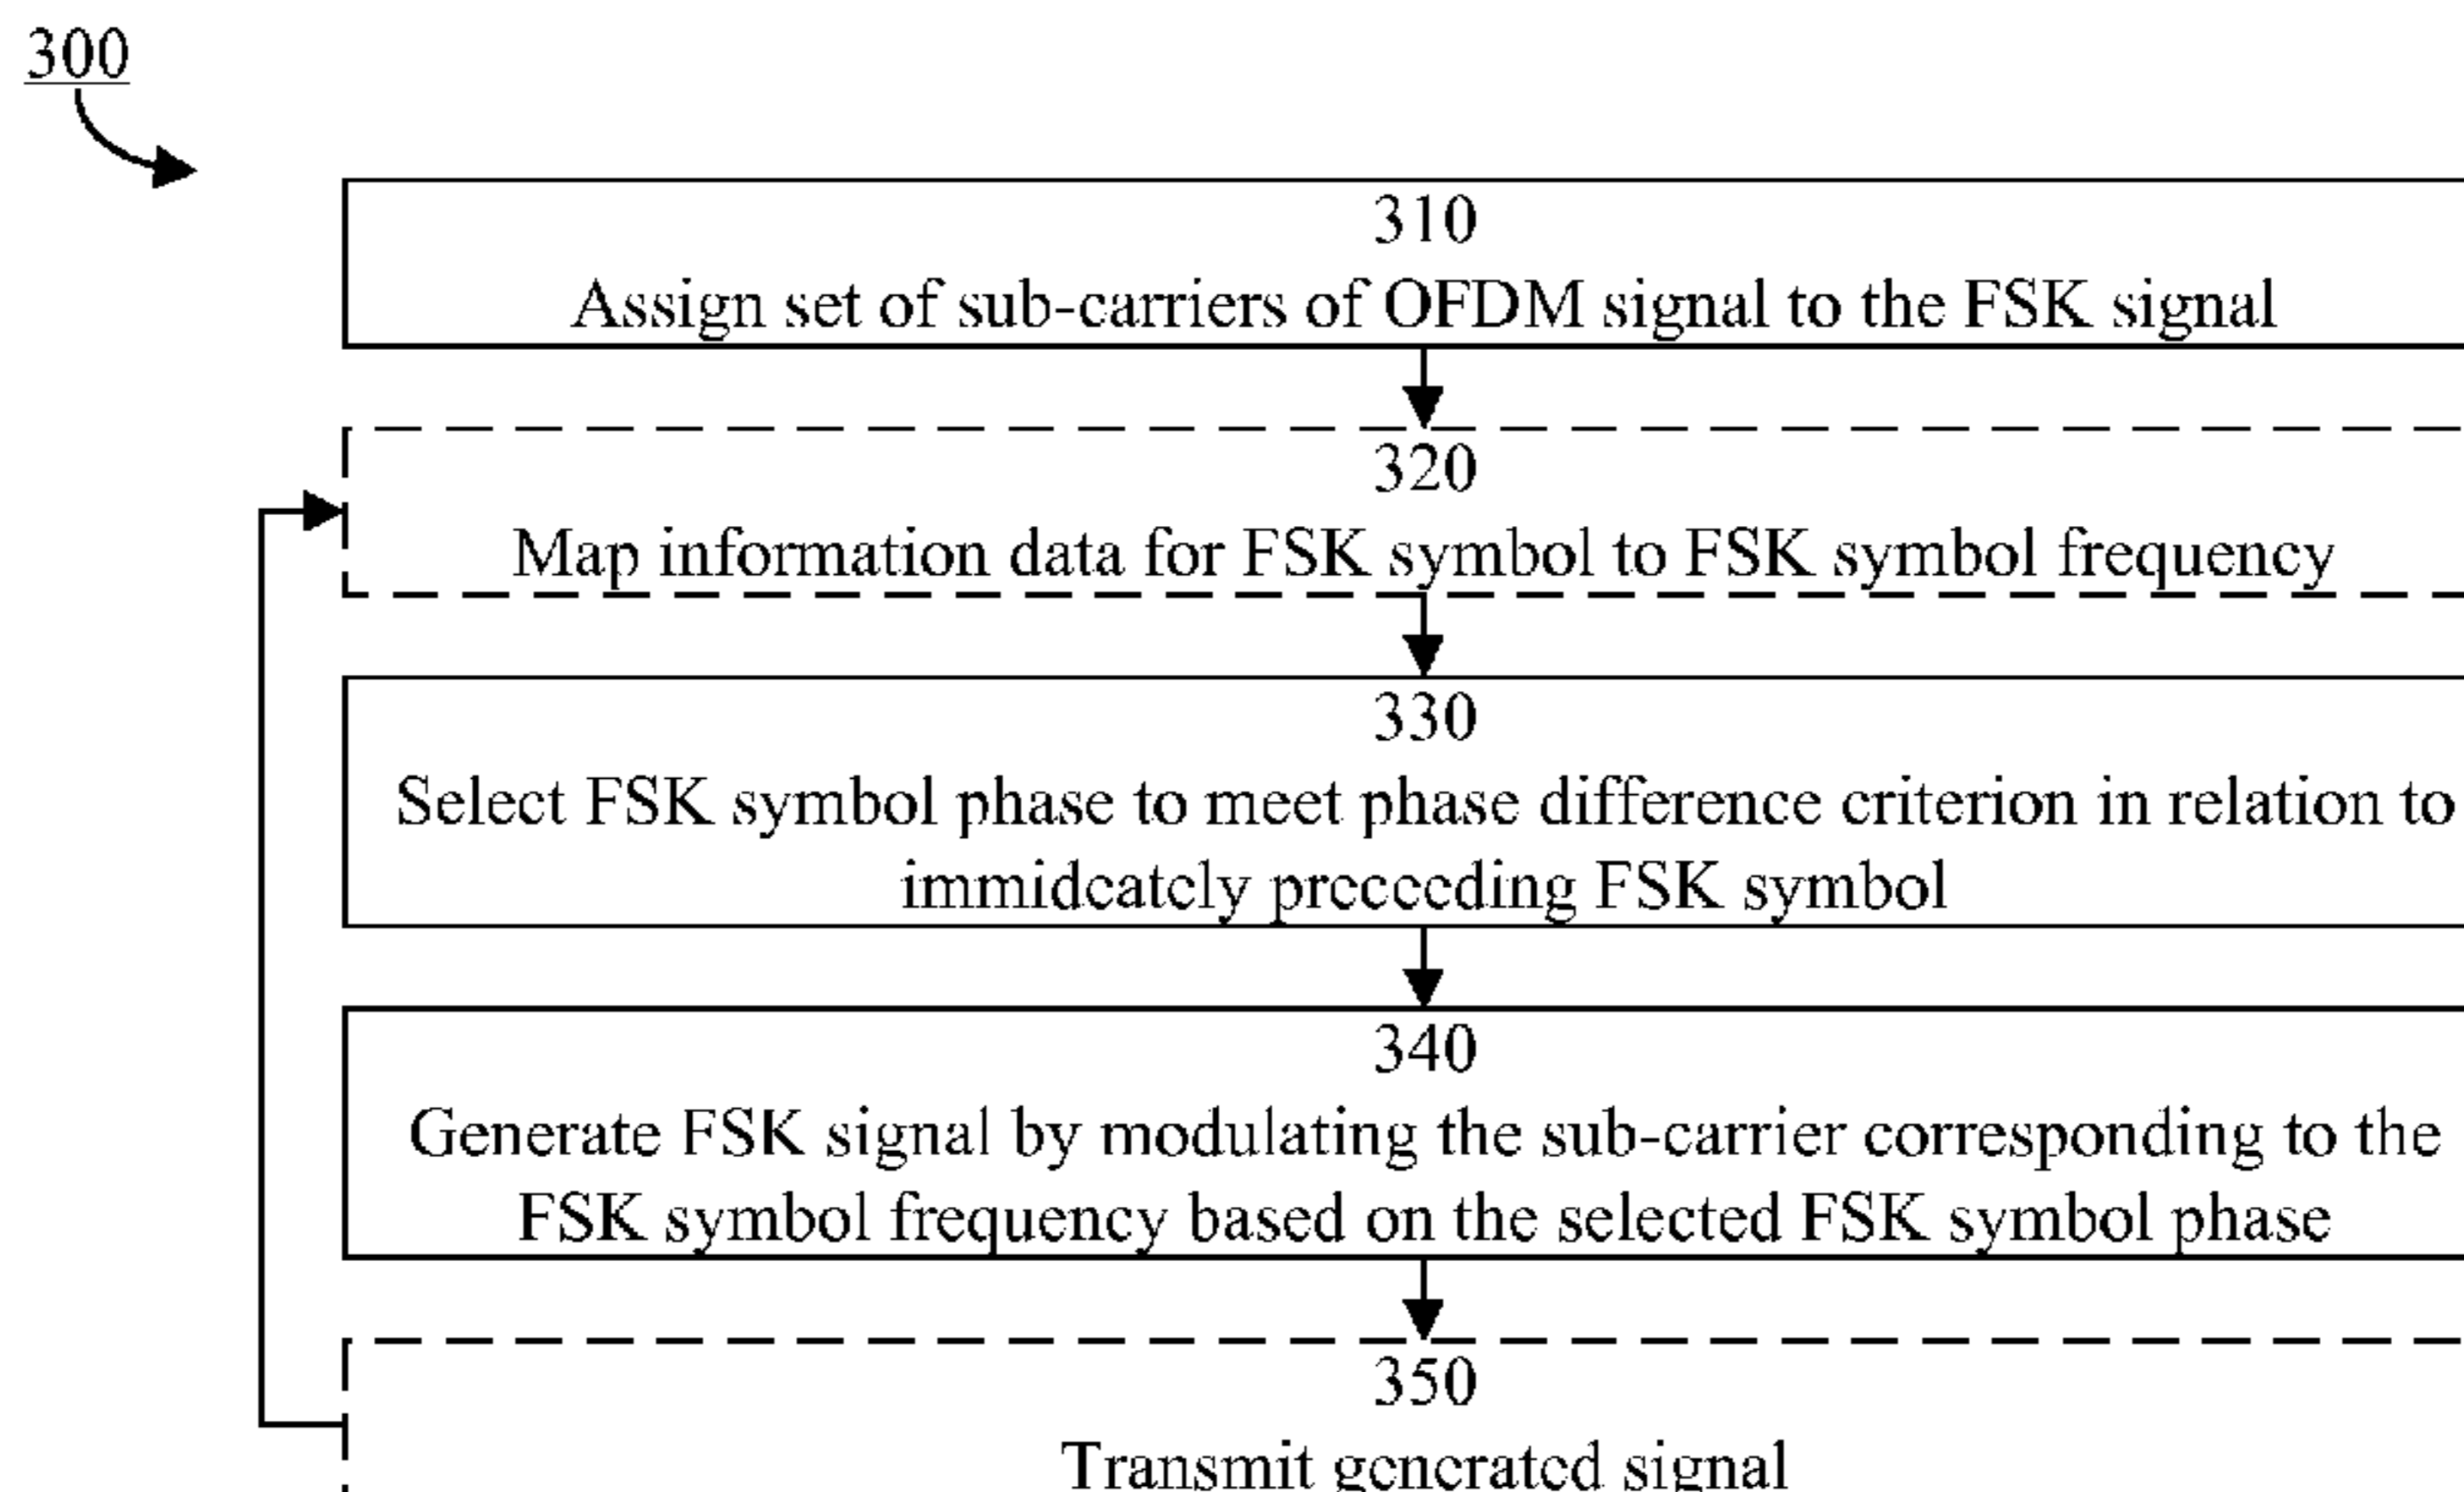 300
310
Assign set of sub-carriers of OFDM signal to the FSK signal
320
Map information data for FSK symbol to FSK symbol frequency
330
Select FSK symbol phase to meet phase difference criterion in relation to
immideately preceeding FSK symbol
340
Generate FSK signal by modulating the sub-carrier corresponding to the
FSK symbol frequency based on the selected FSK symbol phase
350
Transmit generated signal